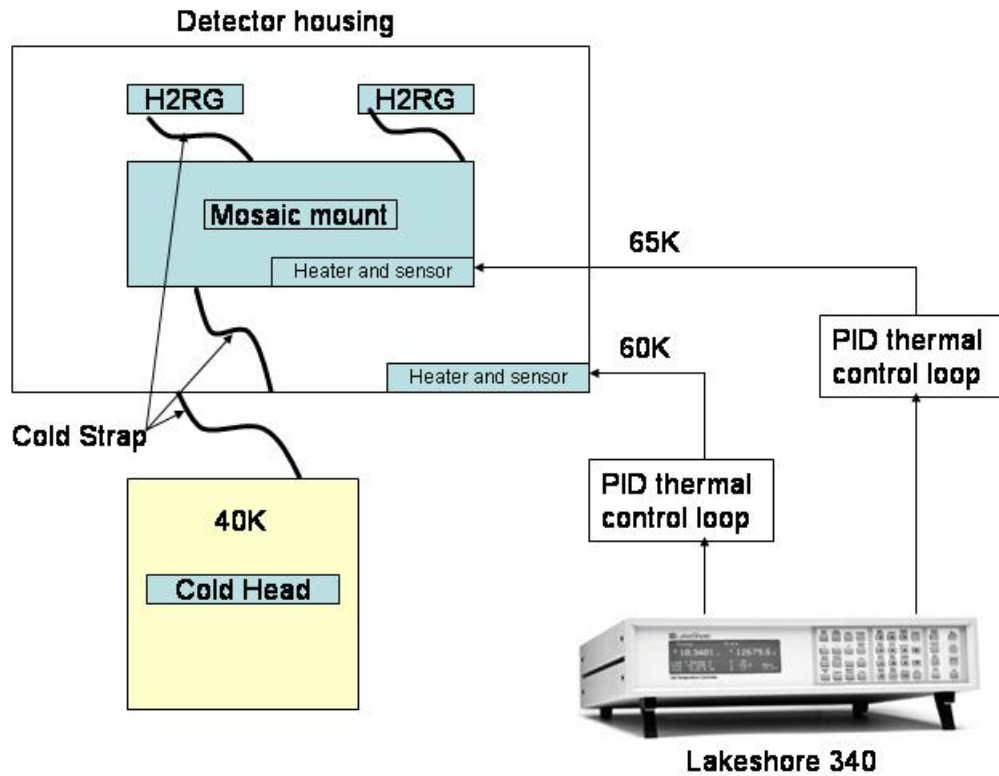 Detector housing
H2RG
H2RG
Mosaic mount
Heater and sensor
65K
60K
Heater and sensor
PID thermal
control loop
Cold Strap
PID thermal
control loop
40K
Cold Head
LakeShore
Lakeshore 340